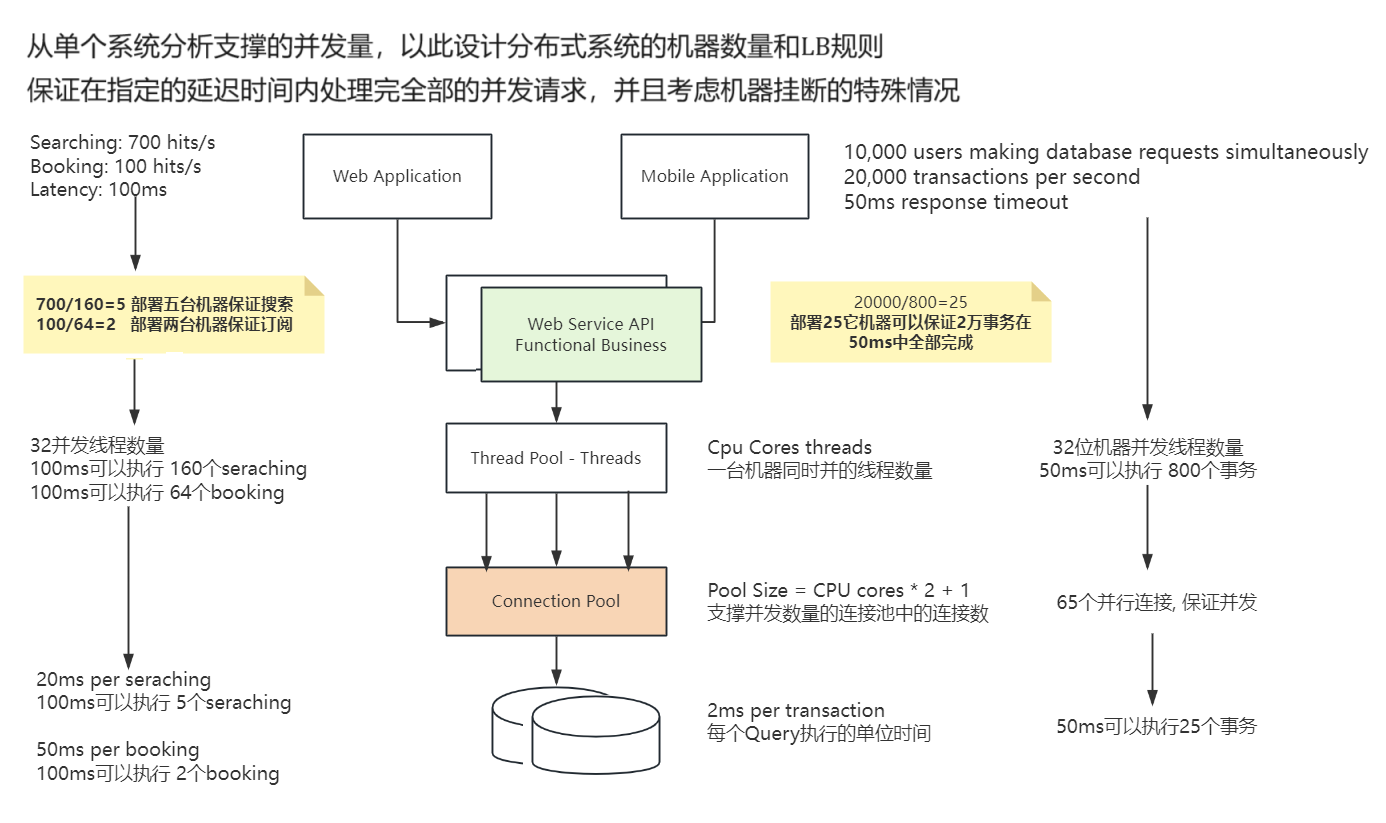 从单个系统分析支撑的并发量，以此设计分布式系统的机器数量和LB规则
保证在指定的延迟时间内处理完全部的并发请求，并且考虑机器挂断的特殊情况
Searching: 700 hits/s
Booking: 100 hits/s
Latency: 100ms
Web Application
Mobile Application
10,000 users making database requests simultaneously
20,000 transactions per second
50ms response timeout
700/160=5 部署五台机器保证搜索
100/64=2 部署两台机器保证订阅
Web Service API
Functional Business
20000/800=25
部署25它机器可以保证2万事务在
50ms中全部完成
32并发线程数量
100ms可以执行 160个seraching
100ms可以执行 64个booking
Thread Pool - Threads
Cpu Cores threads
一台机器同时并的线程数量
32位机器并发线程数量
50ms可以执行 800个事务
Connection Pool
Pool Size = CPU cores * 2 + 1
支撑并发数量的连接池中的连接数
65个并行连接, 保证并发
20ms per seraching
100ms可以执行 5个seraching
50ms per booking
100ms可以执行 2个booking
2ms per transaction
每个Query执行的单位时间
50ms可以执行25个事务